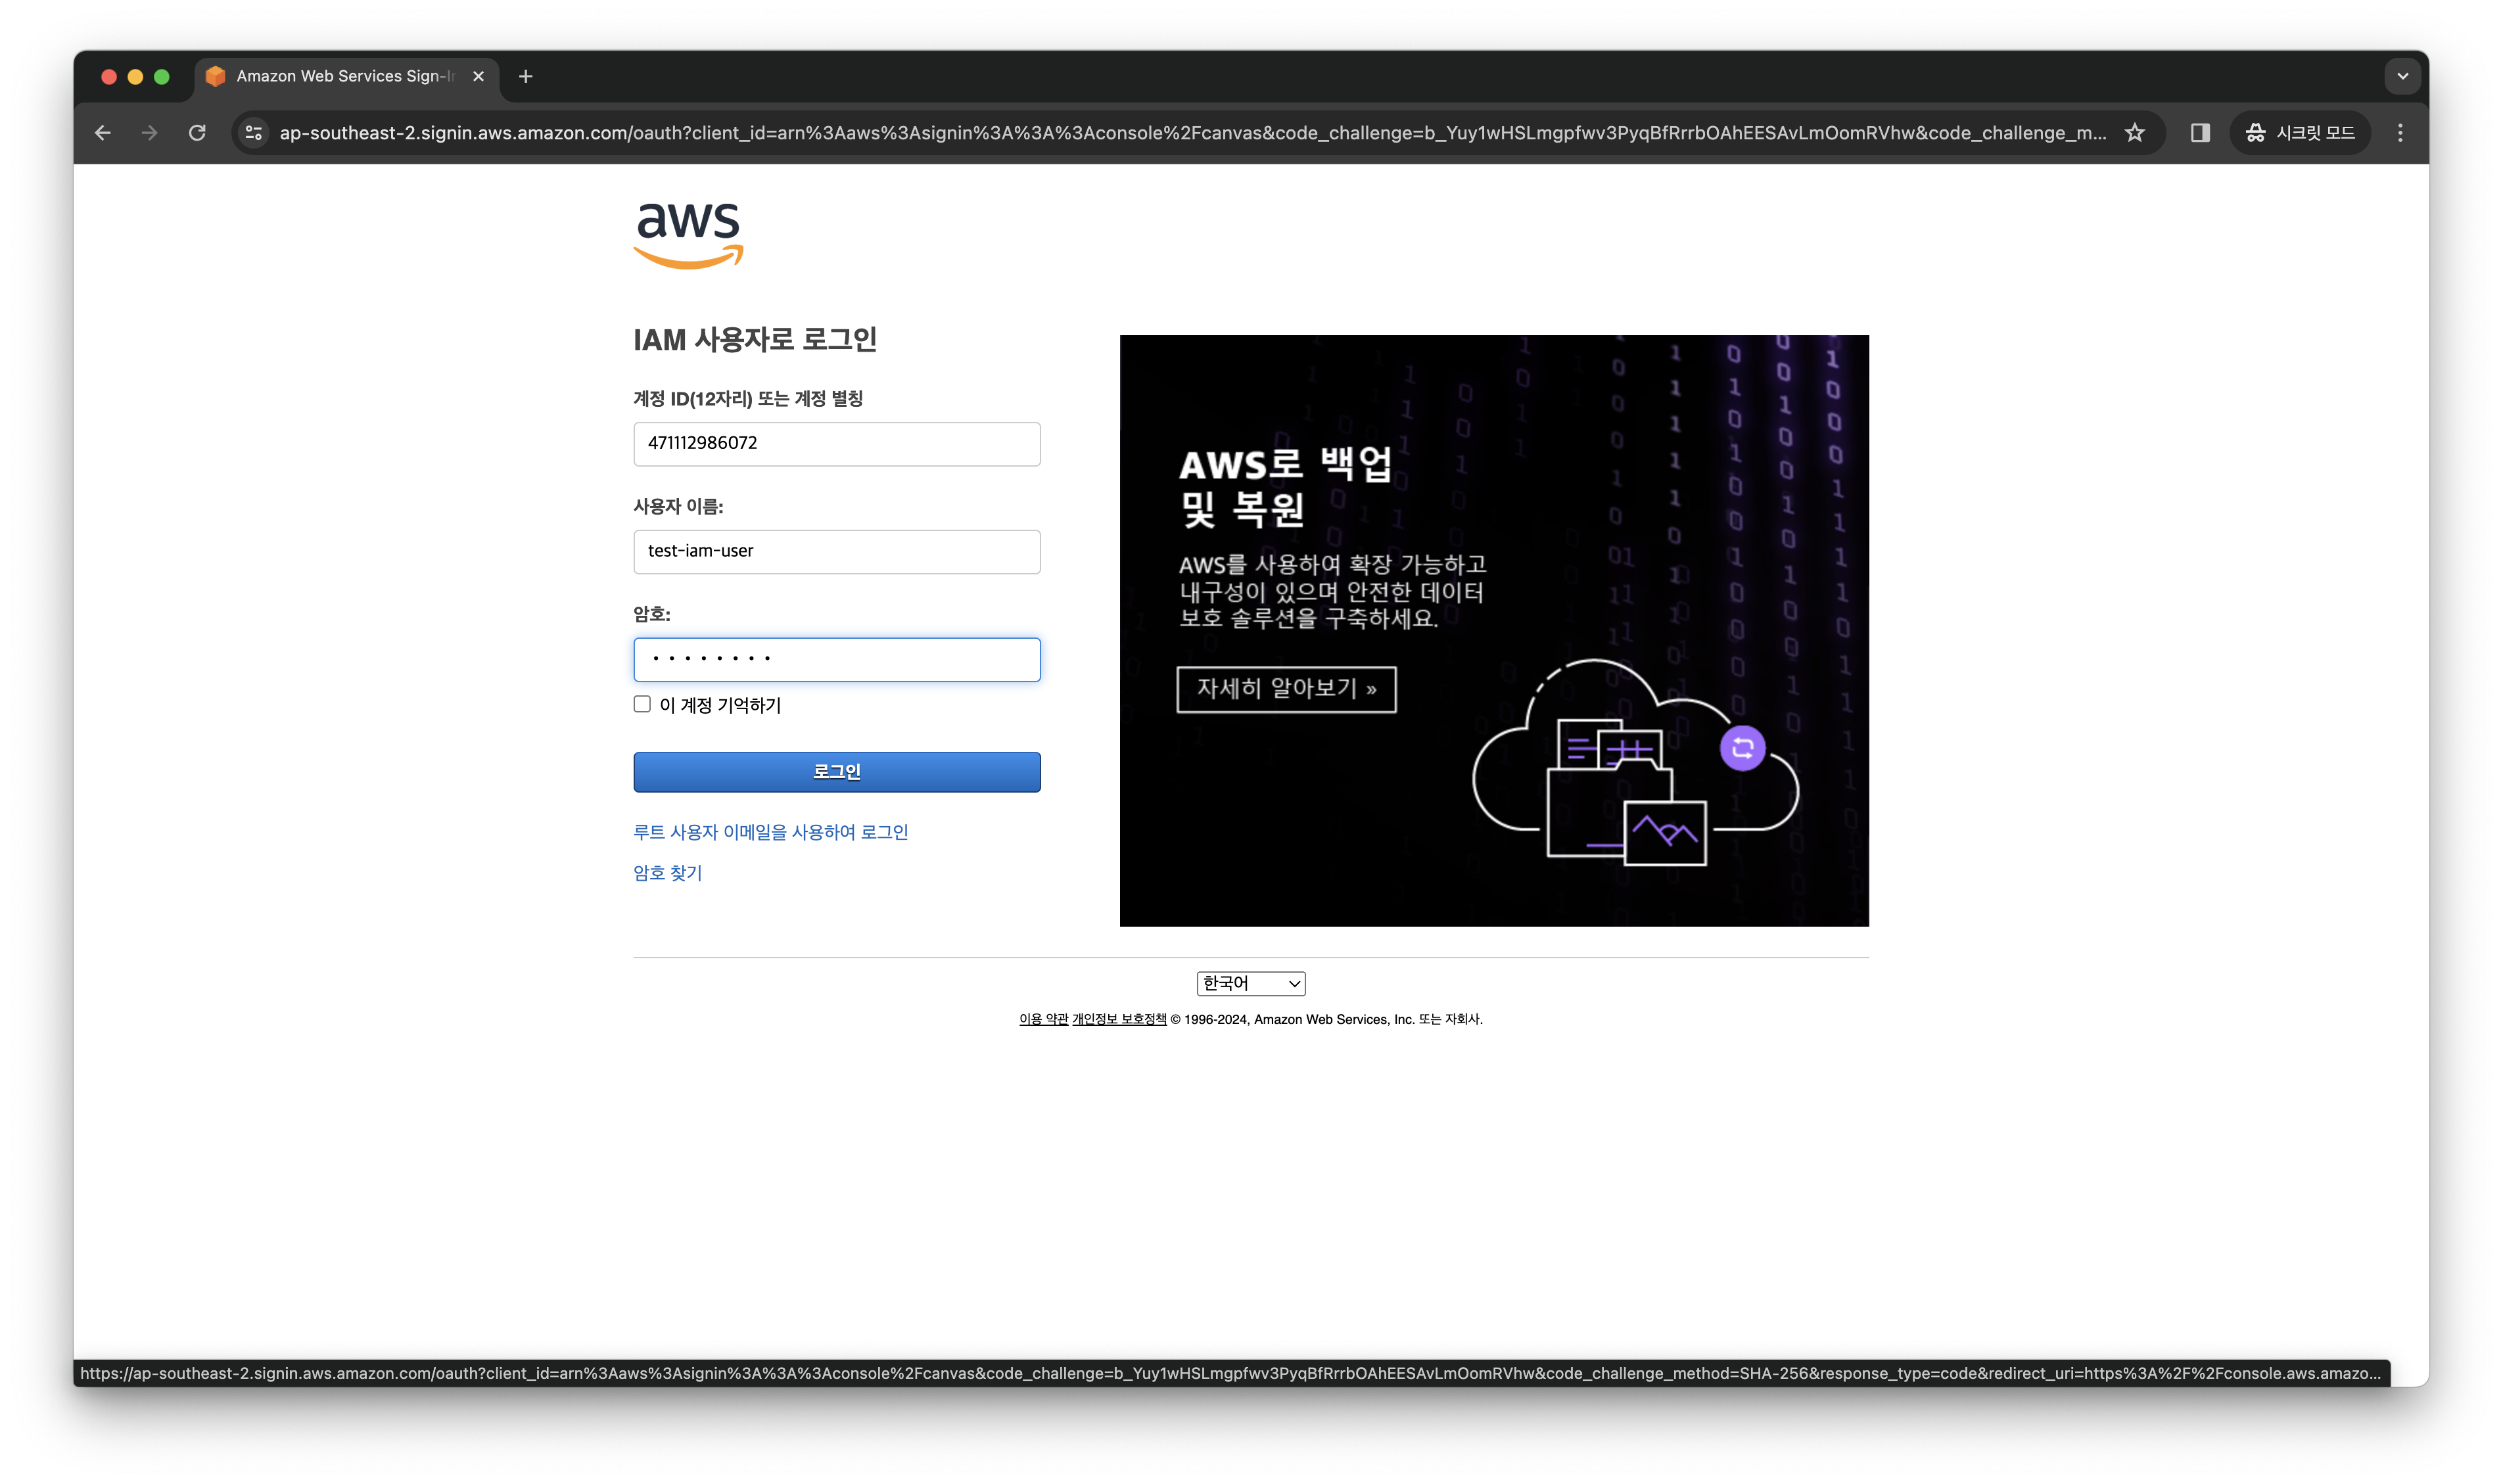 Amazon Web Services Sign-In
ap-southeast-2.signin.aws.amazon.com/oauth?client_id=arn%3Aaws%3Asignin%3A%3A%3Aconsole%2Fcanvas&code_challenge=b_Yuy1wHSLmgpfwv3PyqBfRrrbOAhEESAvLmOomRVhw&code_challenge_m...
시크릿 모드
aws
IAM 사용자로 로그인
계정 ID(12자리) 또는 계정 별칭
471112986072
사용자 이름:
test-iam-user
암호:
••••••••
이 계정 기억하기
로그인
루트 사용자 이메일을 사용하여 로그인
암호 찾기
AWS로 백업
및 복원
AWS를 사용하여 확장 가능하고
내구성이 있으며 안전한 데이터
보호 솔루션을 구축하세요.
자세히 알아보기 »
한국어
이용 약관 개인정보 보호정책 © 1996-2024, Amazon Web Services, Inc. 또는 자회사.
https://ap-southeast-2.signin.aws.amazon.com/oauth?client_id=arn%3Aaws%3Asignin%3A%3A%3Aconsole%2Fcanvas&code_challenge=b_Yuy1wHSLmgpfwv3PyqBfRrrbOAhEESAvLmOomRVhw&code_challenge_method=SHA-256&response_type=code&redirect_uri=https%3A%2F%2Fconsole.aws.amazo...